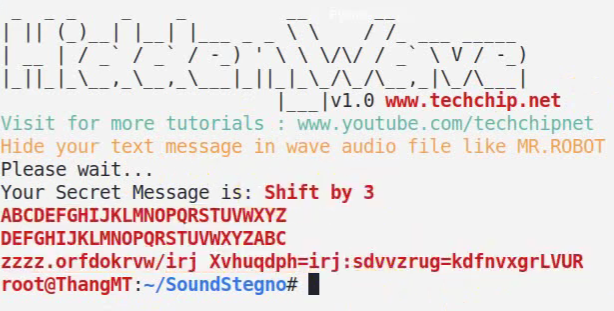 HiddenWave
|___|v1.0 www.techchip.net
Visit for more tutorials : www.youtube.com/techchipnet
Hide your text message in wave audio file like MR.ROBOT
Please wait...
Your Secret Message is: Shift by 3
ABCDEFGHIJKLMNOPQRSTUVWXYZ
DEFGHIJKLMNOPQRSTUVWXYZABC
zzzz.orfdokrvw/irj Xvhuqdph=irj:sdvvzrug=kdfnvxgrLVUR
root@ThangMT:~/SoundStegno#